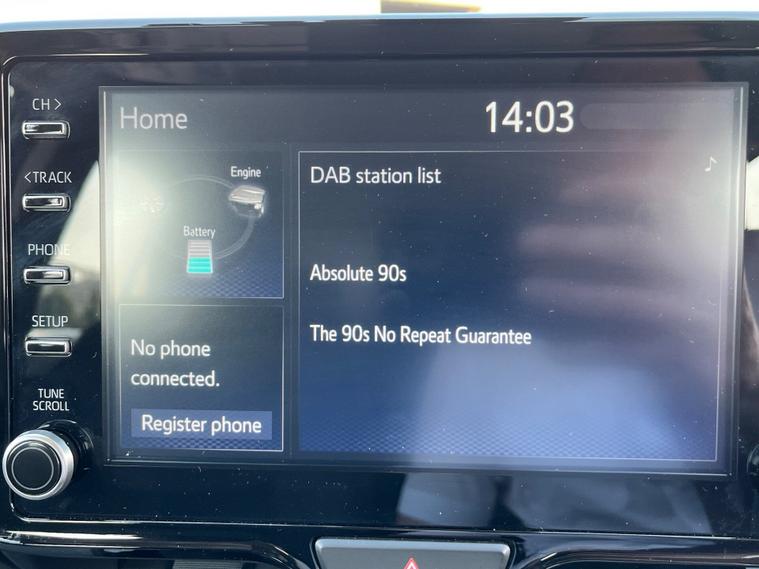 CH >
< TRACK
PHONE
SETUP
TUNE
SCROLL
Home
14:03
Engine
Battery
No phone
connected.
Register phone
DAB station list
Absolute 90s
The 90s No Repeat Guarantee